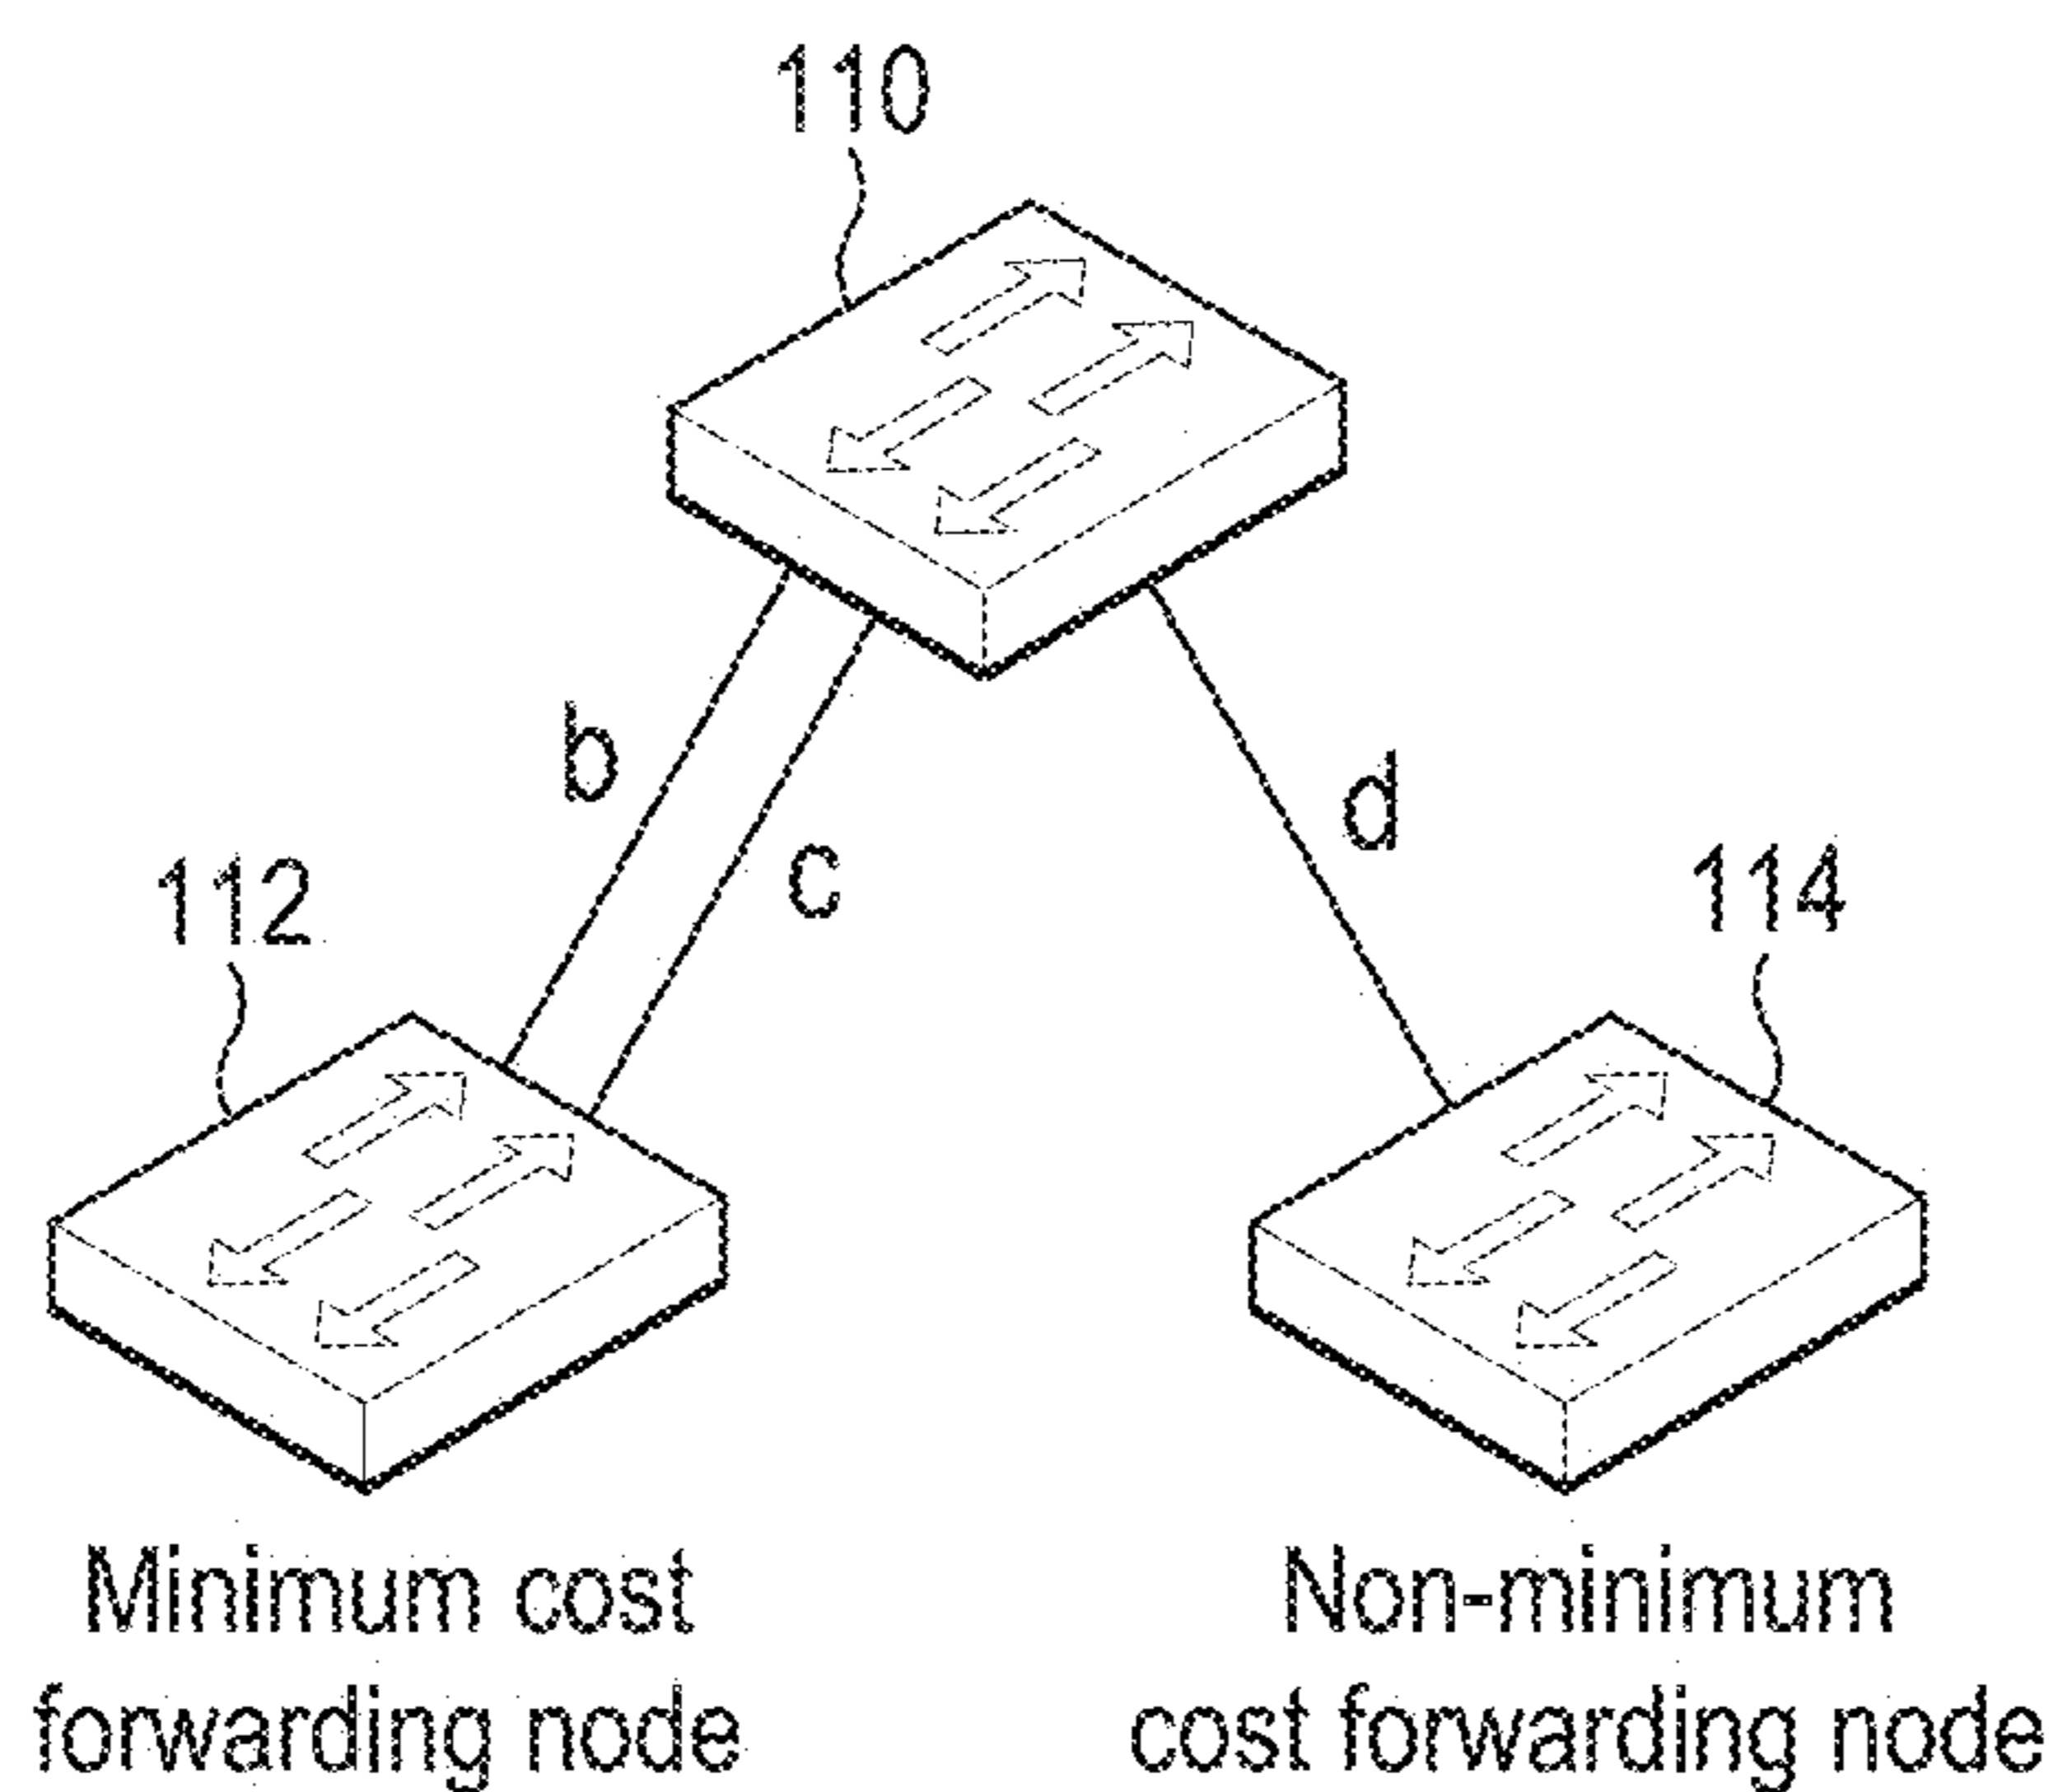 110
b
c
d
112
114
Minimum cost
forwarding node
Non-minimum
cost forwarding node